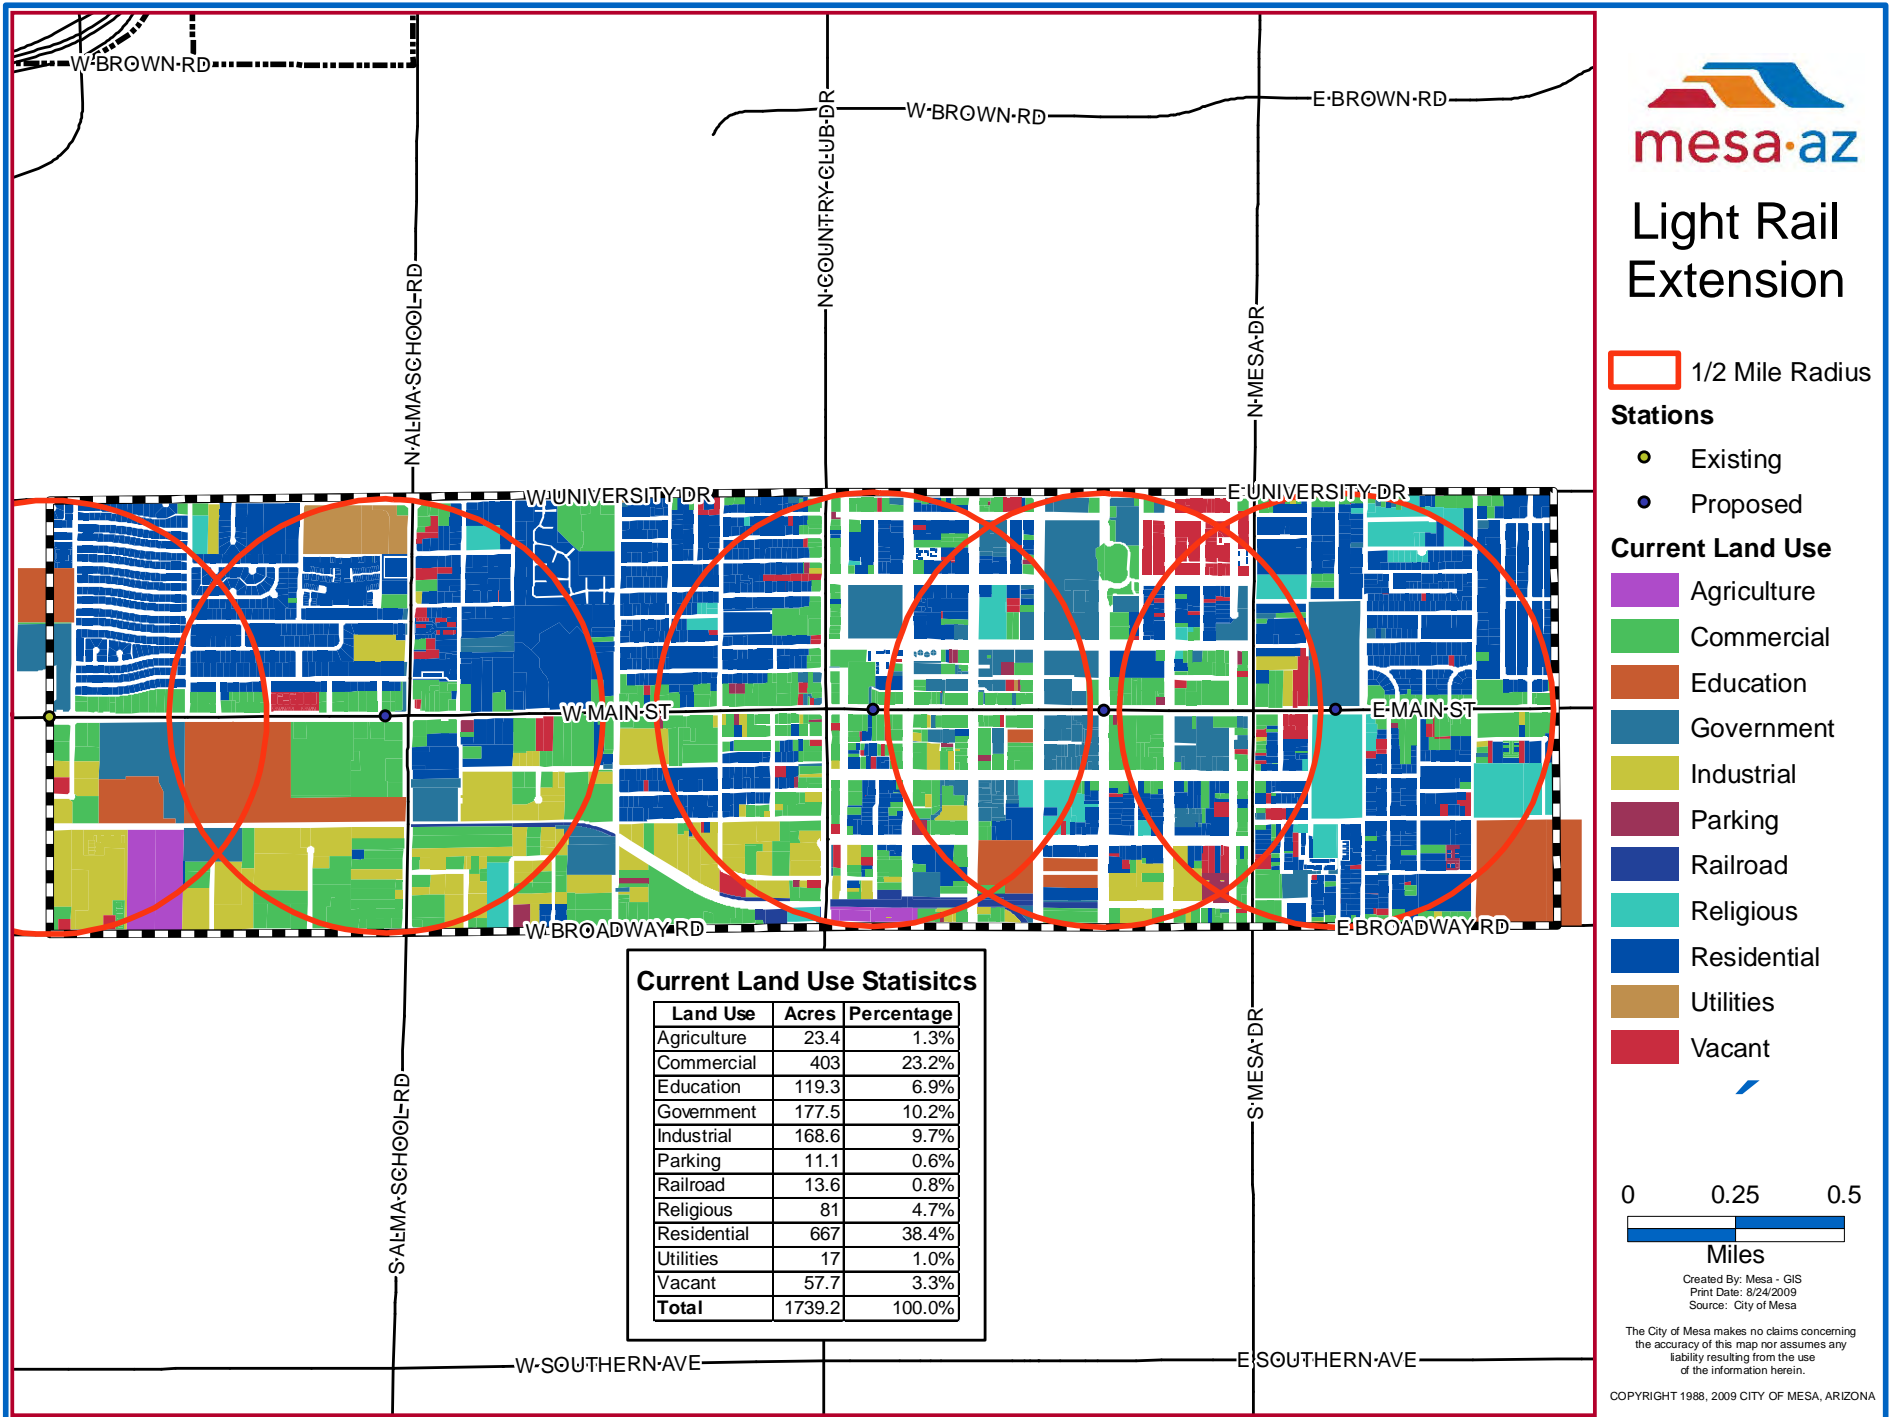 W BROWN RD
W BROWN RD
E BROWN RD
N ALMA SCHOOL RD
N COUNTRY CLUB DR
N MESA DR
W UNIVERSITY DR
E UNIVERSITY DR
W MAIN ST
E MAIN ST
W BROADWAY RD
E BROADWAY RD
S ALMA SCHOOL RD
S MESA DR
W SOUTHERN AVE
E SOUTHERN AVE
Current Land Use Statisitcs
Land Use Acres Percentage
Agriculture 23.4 1.3%
Commercial 403 23.2%
Education 119.3 6.9%
Government 177.5 10.2%
Industrial 168.6 9.7%
Parking 11.1 0.6%
Railroad 13.6 0.8%
Religious 81 4.7%
Residential 667 38.4%
Utilities 17 1.0%
Vacant 57.7 3.3%
Total 1739.2 100.0%
mesa·az
Light Rail
Extension
1/2 Mile Radius
Stations
Existing
Proposed
Current Land Use
Agriculture
Commercial
Education
Government
Industrial
Parking
Railroad
Religious
Residential
Utilities
Vacant
0 0.25 0.5
Miles
Created By: Mesa - GIS
Print Date: 8/24/2009
Source: City of Mesa
The City of Mesa makes no claims concerning
the accuracy of this map nor assumes any
liability resulting from the use
of the information herein.
COPYRIGHT 1988, 2009 CITY OF MESA, ARIZONA